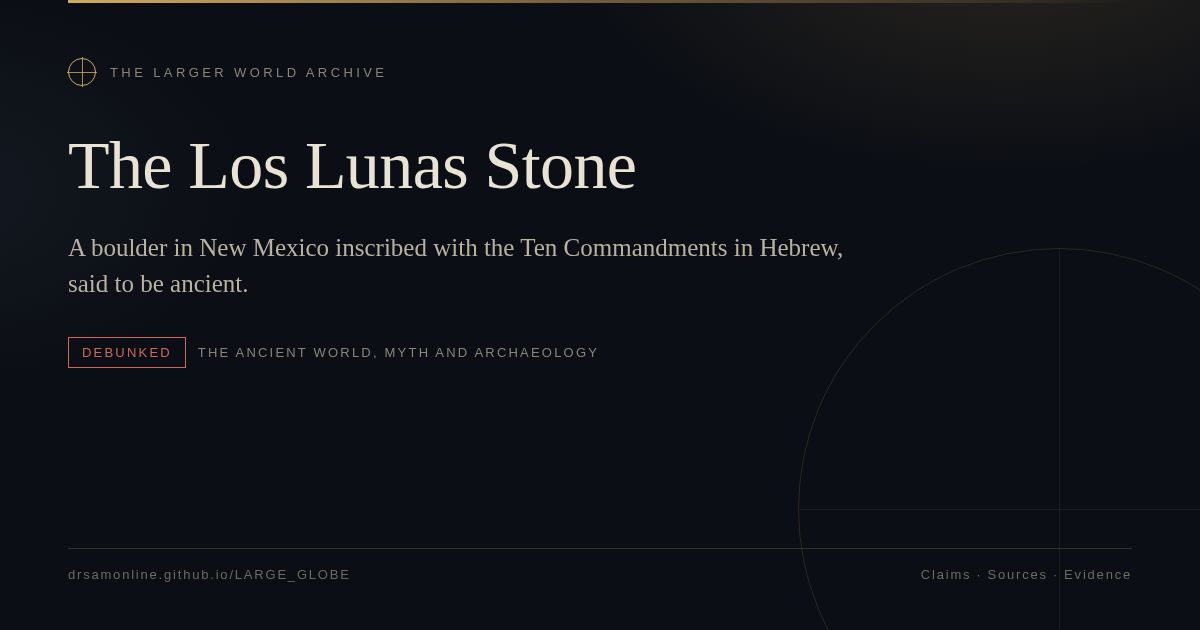 THE LARGER WORLD ARCHIVE
The Los Lunas Stone
A boulder in New Mexico inscribed with the Ten Commandments in Hebrew,
said to be ancient.
DEBUNKED THE ANCIENT WORLD, MYTH AND ARCHAEOLOGY
drsamonline.github.io/LARGE_GLOBE
Claims · Sources · Evidence